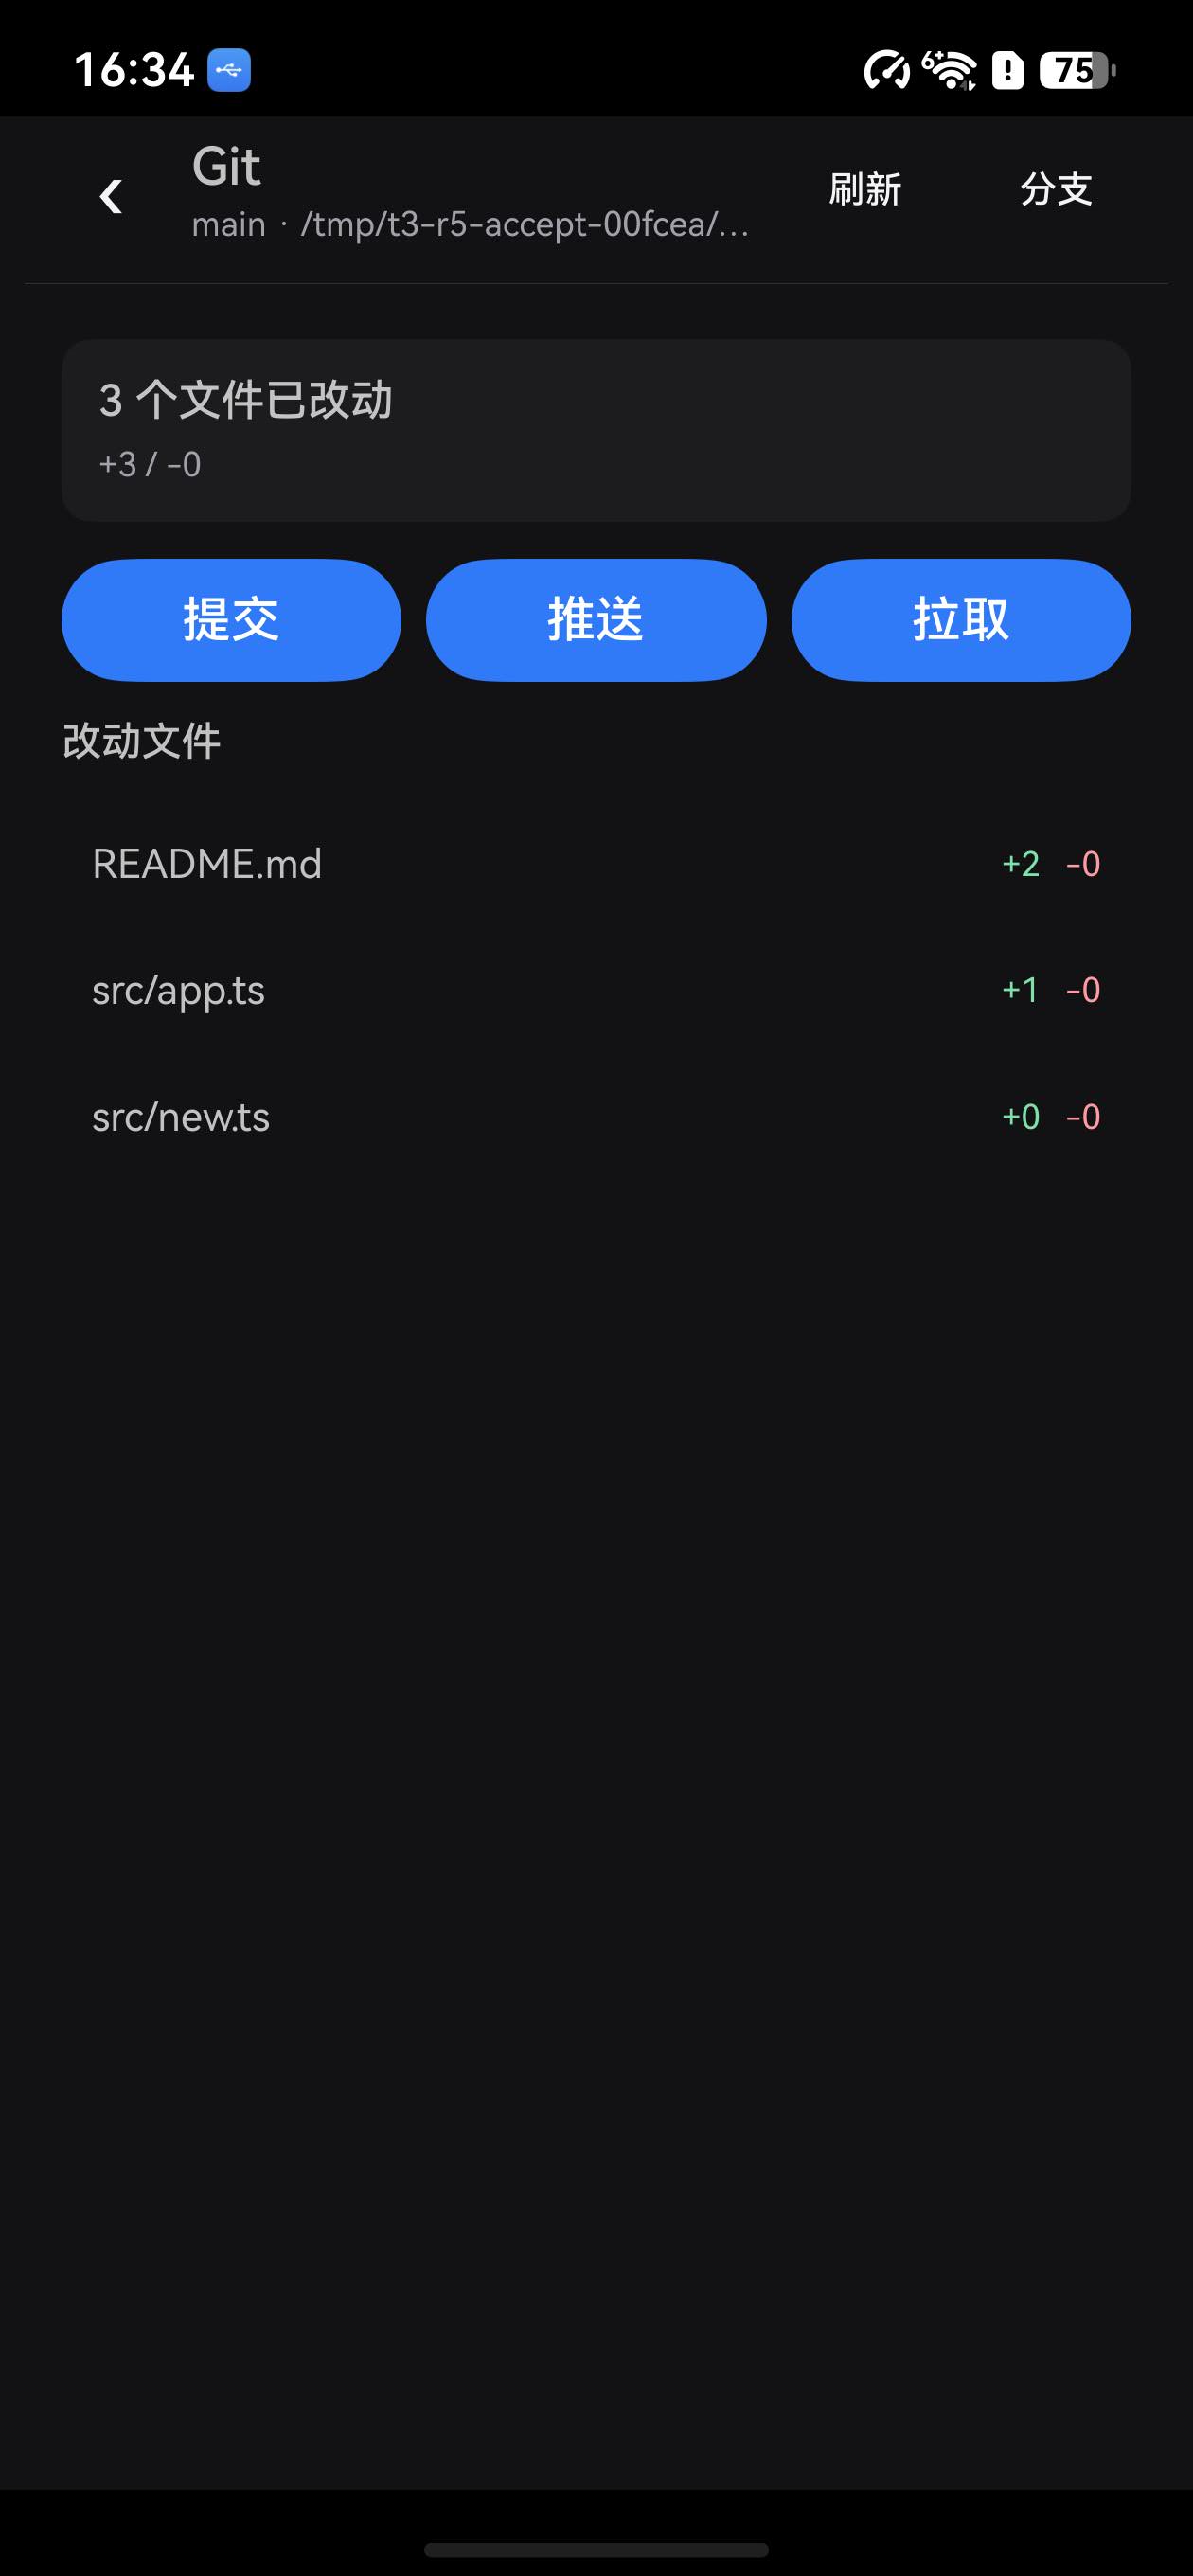 16:34
6+
75
Git
刷新
分支
main · /tmp/t3-r5-accept-00fcea/...
3 个文件已改动
+3 / -0
提交
推送
拉取
改动文件
README.md +2 -0
src/app.ts +1 -0
src/new.ts +0 -0